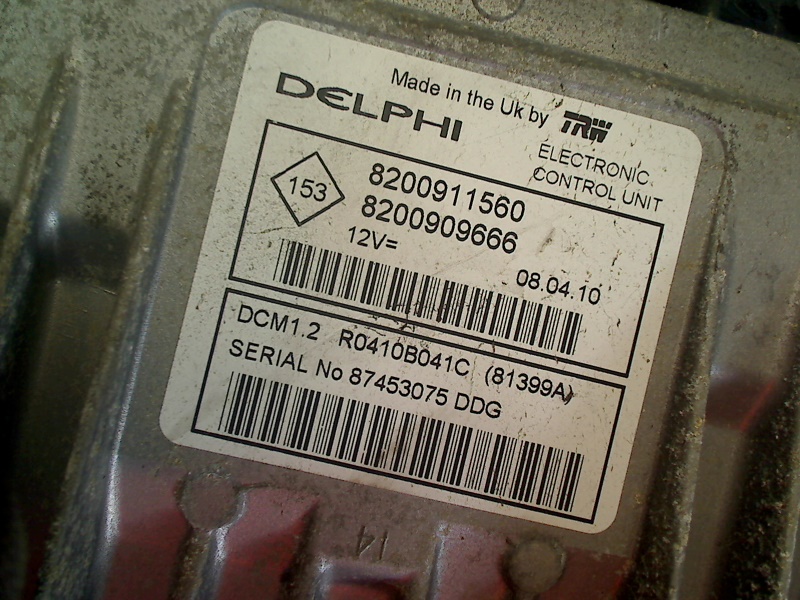 Made in the Uk by TRW
DELPHI
ELECTRONIC
CONTROL UNIT
153
8200911560
8200909666
12V=
08.04.10
DCM1.2 R0410B041C (81399A)
SERIAL No 87453075 DDG
14